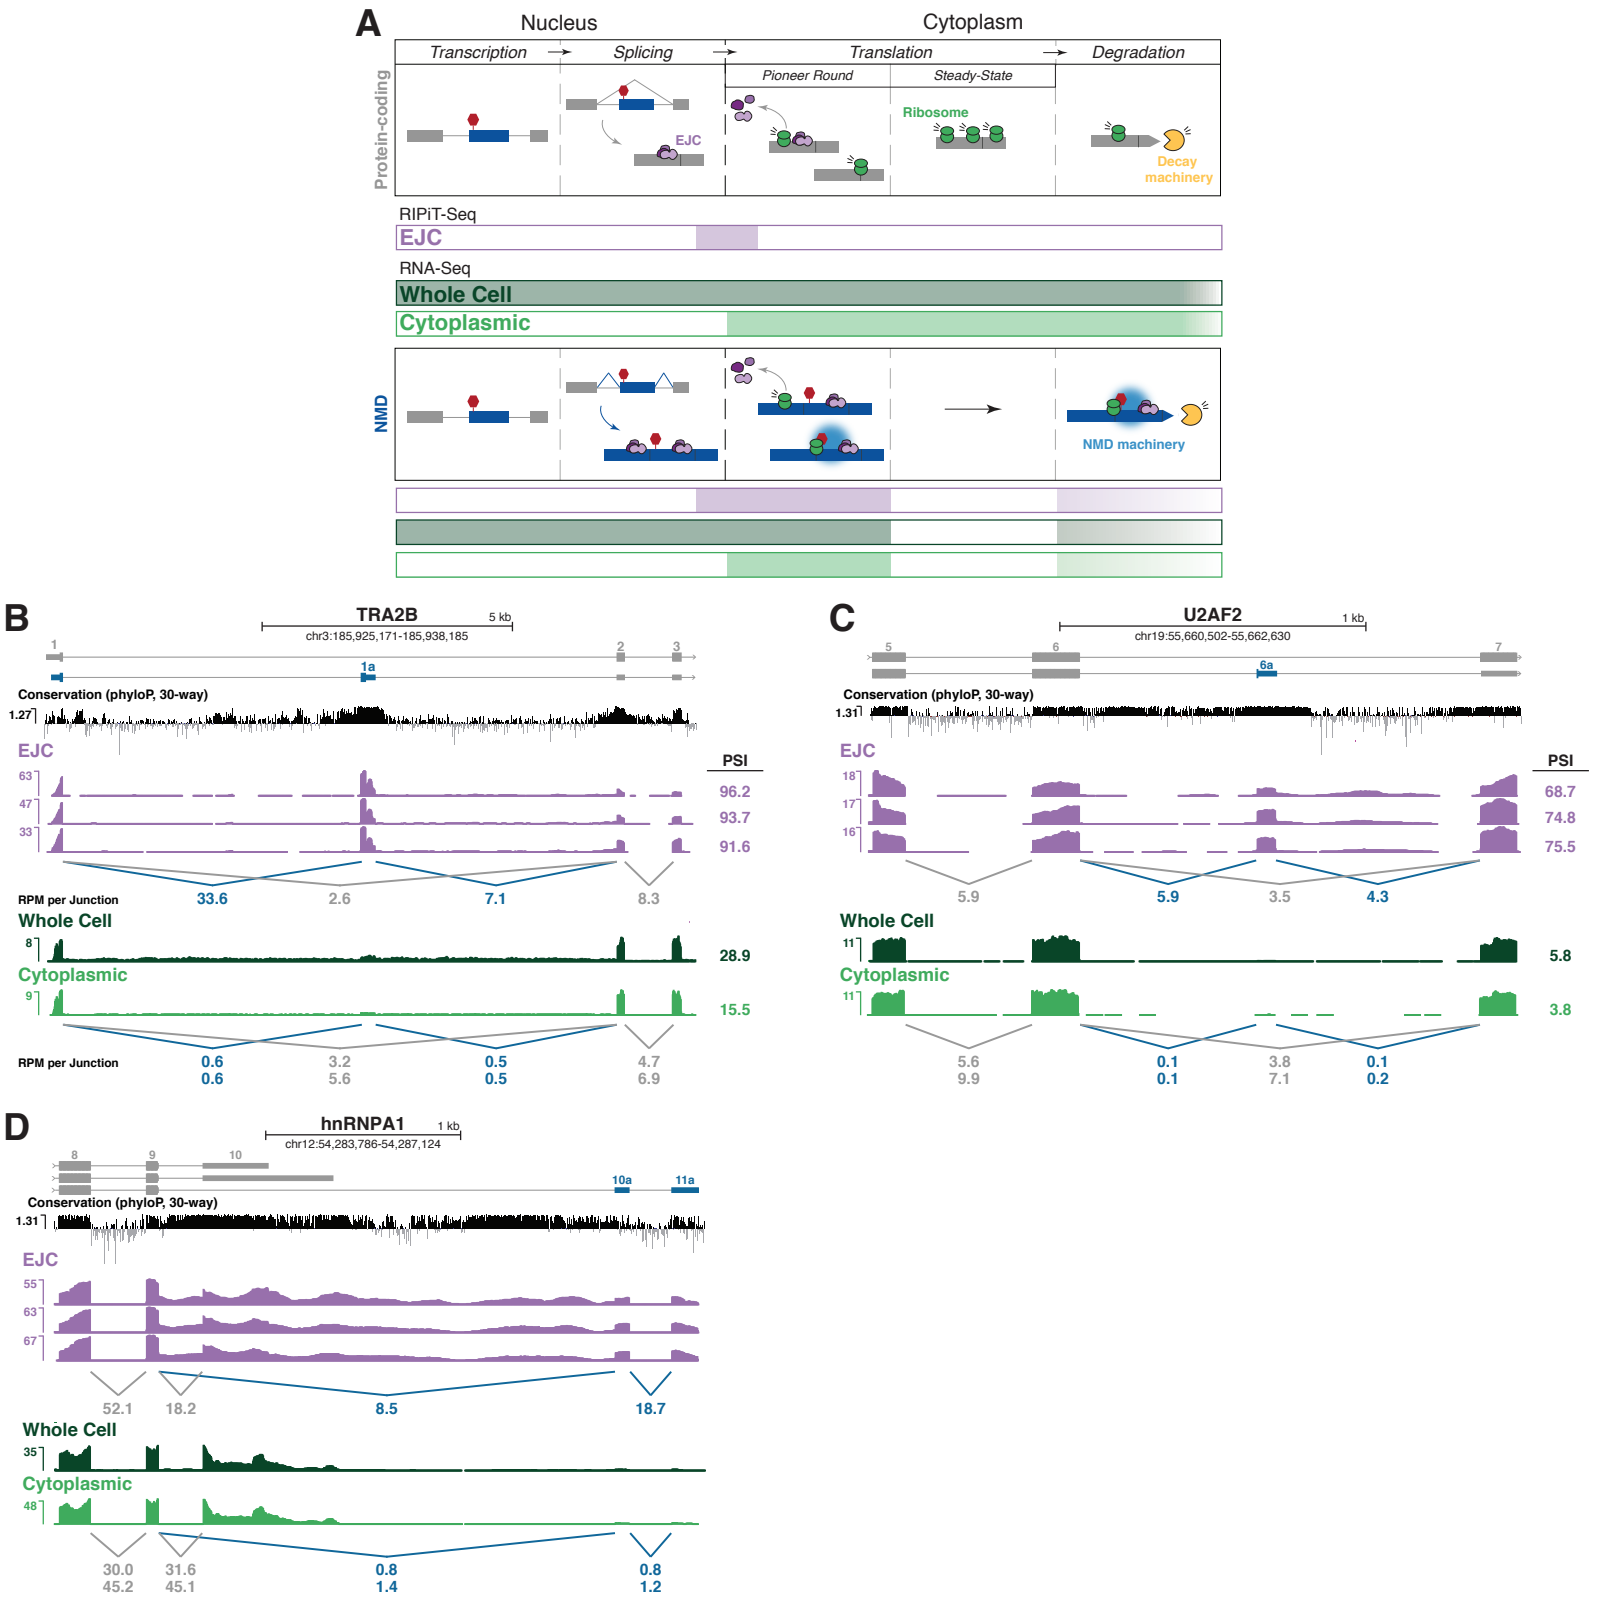 A
Nucleus Cytoplasm
Transcription Splicing Translation Degradation
Pioneer Round Steady-State
Protein-coding
EJC
Ribosome
Decay
machinery
RIPiT-Seq
EJC
RNA-Seq
Whole Cell
Cytoplasmic
NMD
NMD machinery
B
TRA2B
5 kb
chr3:185,925,171-185,938,185
1 2 3
1a
Conservation (phyloP, 30-way)
1.27
EJC
PSI
63 96.2
47 93.7
33 91.6
RPM per Junction 33.6 2.6 7.1 8.3
Whole Cell
8 28.9
Cytoplasmic
9 15.5
RPM per Junction 0.6 3.2 0.5 4.7
0.6 5.6 0.5 6.9
C
U2AF2
1 kb
chr19:55,660,502-55,662,630
5 6 7
6a
Conservation (phyloP, 30-way)
1.31
EJC
PSI
18 68.7
17 74.8
16 75.5
5.9 5.9 3.5 4.3
Whole Cell
11 5.8
Cytoplasmic
11 3.8
5.6 0.1 3.8 0.1
9.9 0.1 7.1 0.2
D
hnRNPA1
1 kb
chr12:54,283,786-54,287,124
8 9 10
10a 11a
Conservation (phyloP, 30-way)
1.31
EJC
55
63
67
52.1 18.2 8.5 18.7
Whole Cell
35
Cytoplasmic
48
30.0 31.6 0.8 0.8
45.2 45.1 1.4 1.2